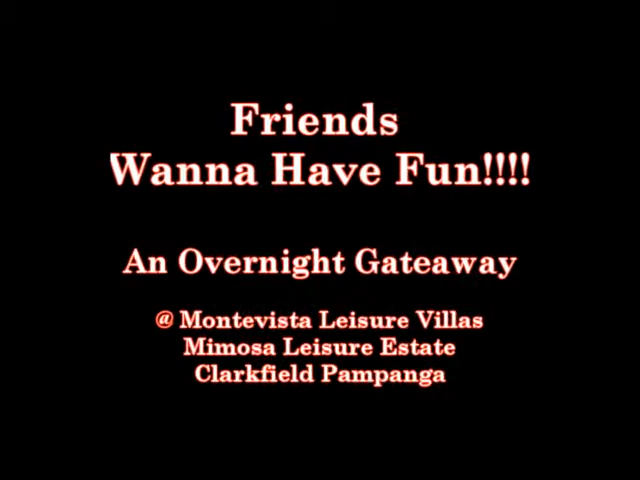 Friends
Wanna Have Fun!!!!
An Overnight Gateaway
@ Montevista Leisure Villas
Mimosa Leisure Estate
Clarkfield Pampanga